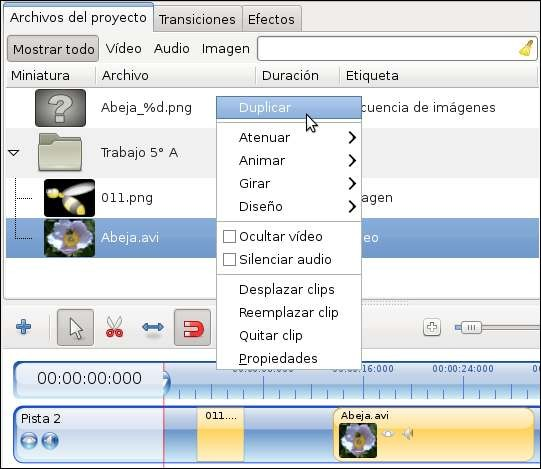 Archivos del proyecto Transiciones Efectos
Mostrar todo Vídeo Audio Imagen
Miniatura Archivo Duración Etiqueta
Abeja_%d.png cuencia de imágenes
Duplicar
Trabajo 5° A
Atenuar
Animar
Girar
Diseño
011.png agen
Abeja.avi eo
Ocultar vídeo
Silenciar audio
Desplazar clips
Reemplazar clip
Quitar clip
Propiedades
00:00:00:000
:16:000 00:00:24:000
Pista 2 011.... Abeja.avi